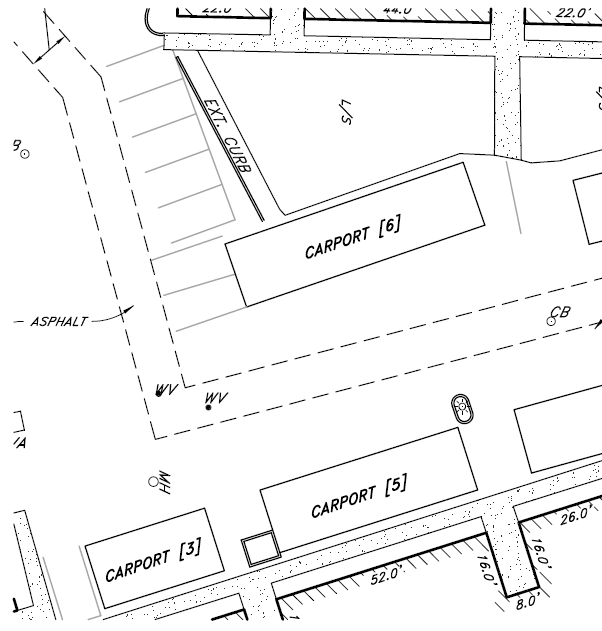 22.0'
44.0'
22.0'
EXT. CURB
L/S
L/S
CARPORT [6]
CB
ASPHALT
WV
WV
MH
CARPORT [5]
CARPORT [3]
26.0'
16.0'
16.0'
52.0'
8.0'